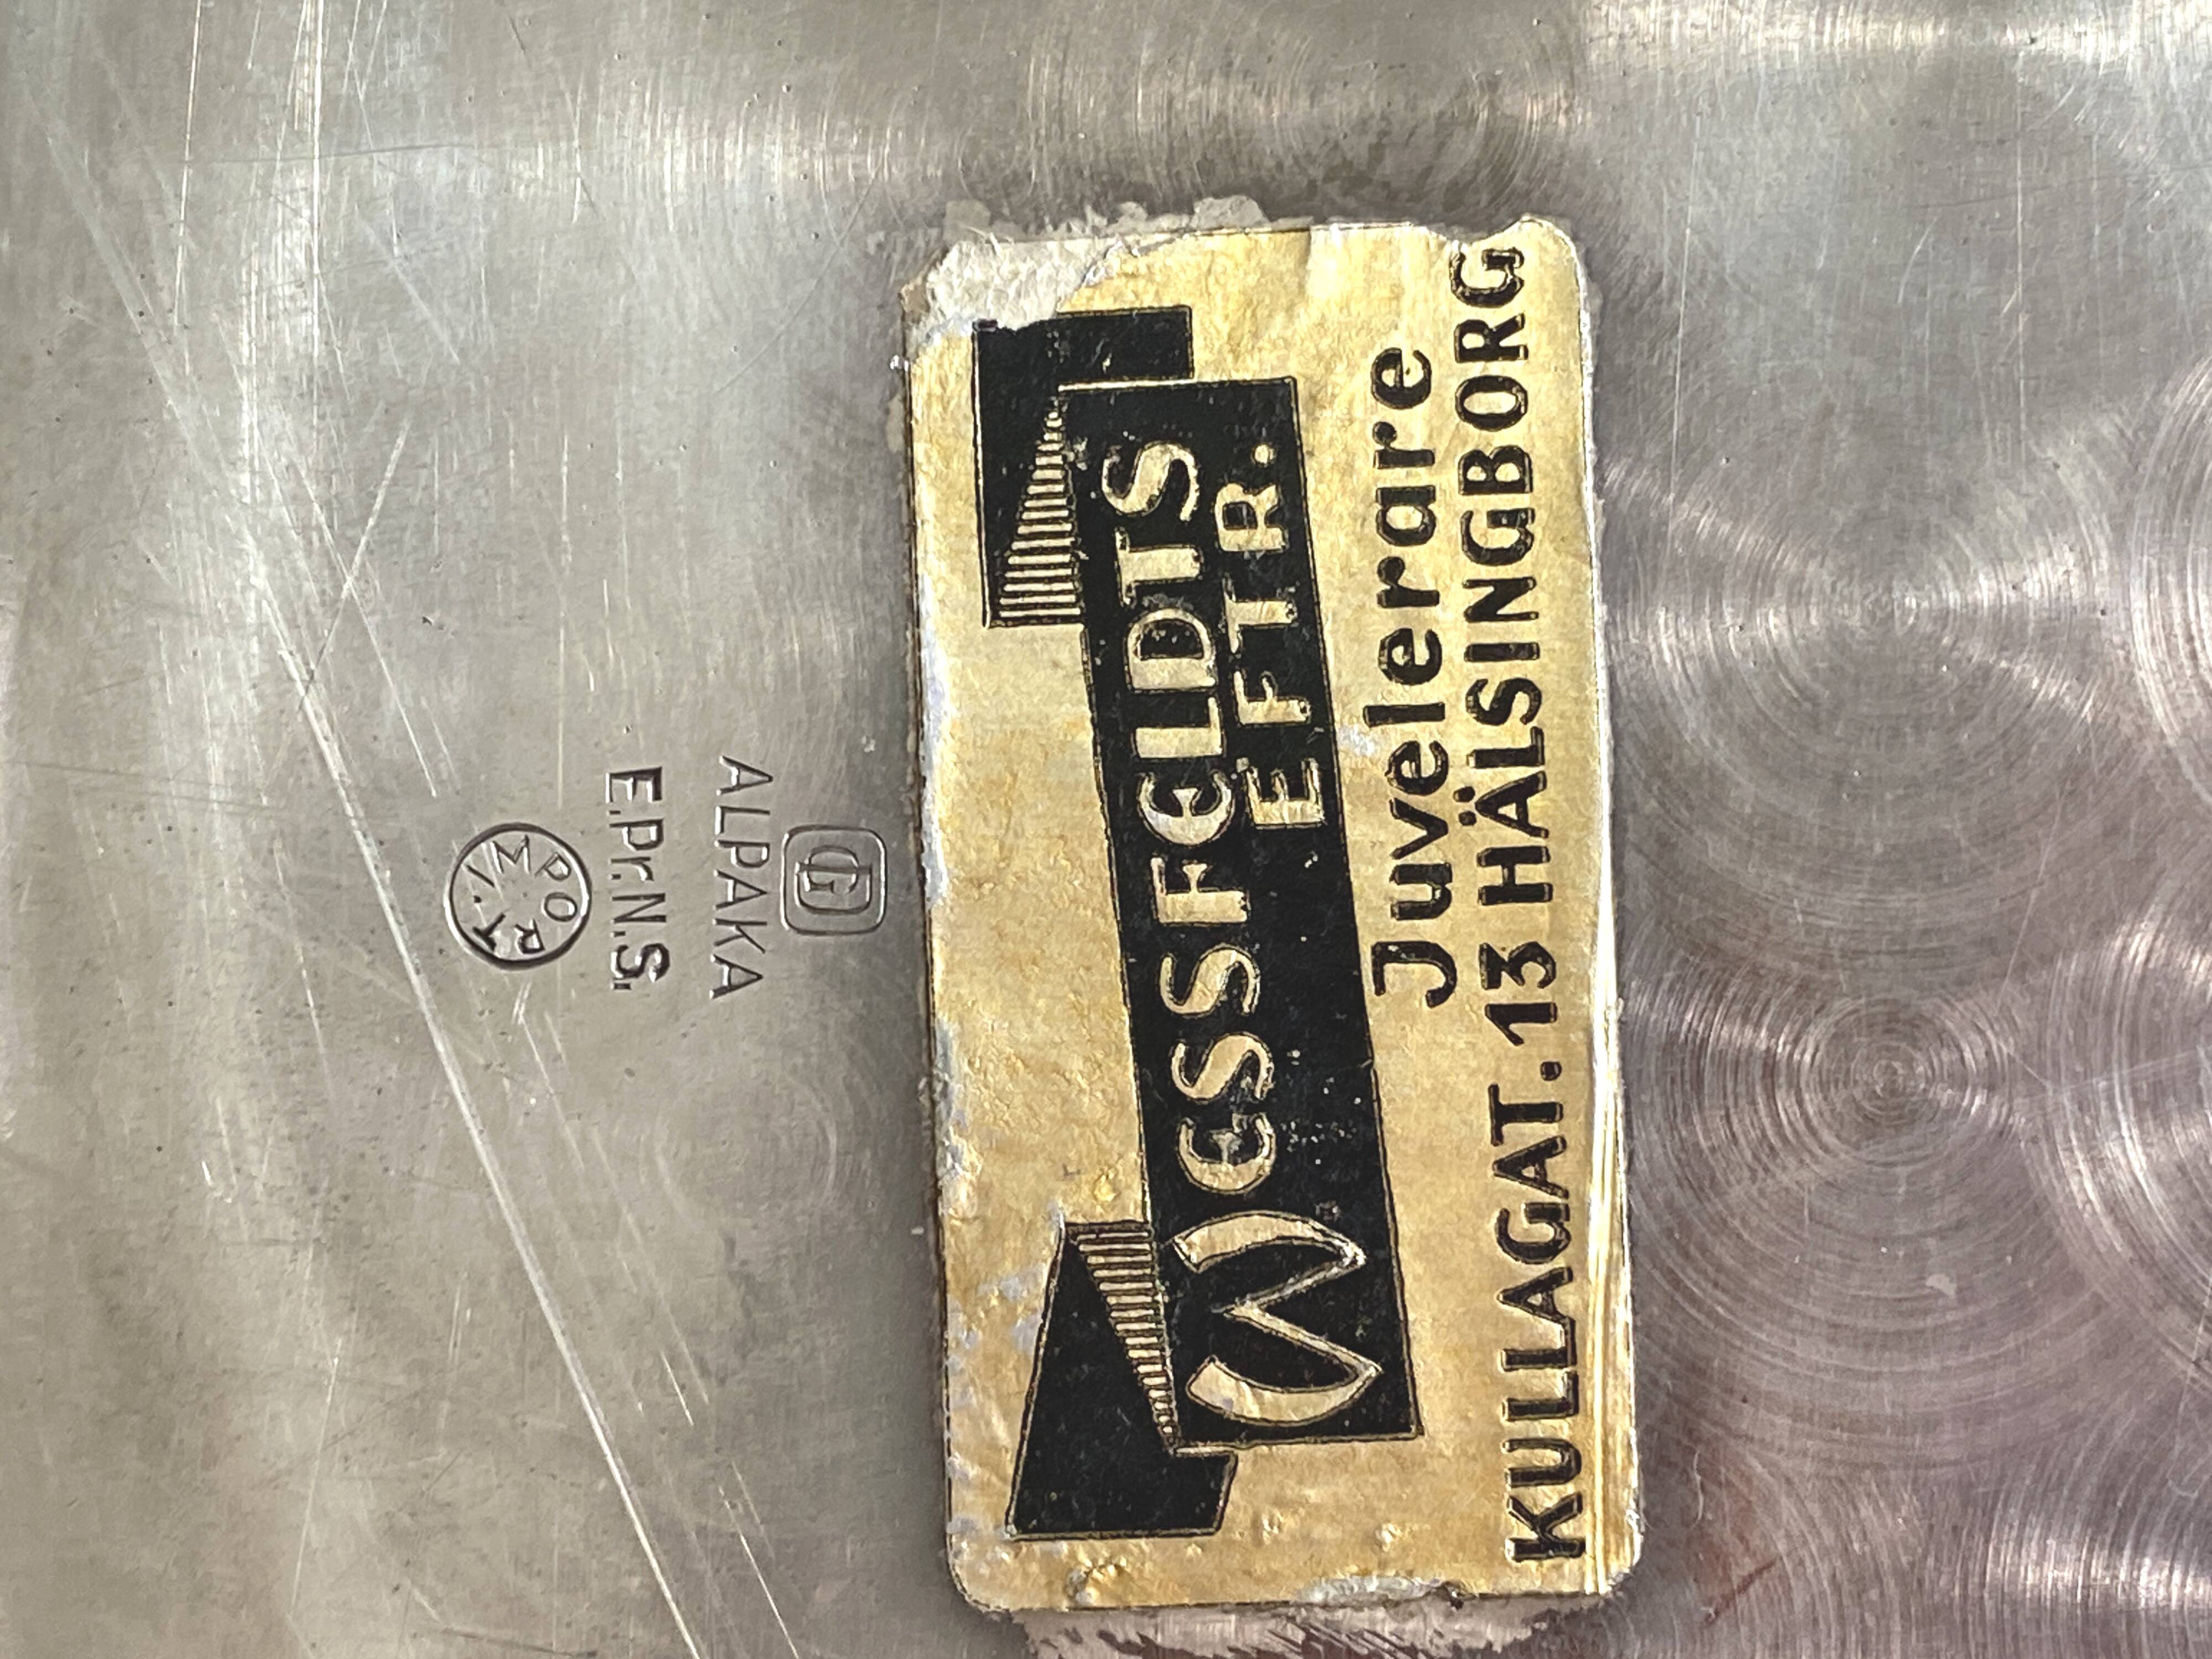 WESSFELDTS
EFTR.
Juvelerare
KULLAGAT. 13 HÄLSINGBORG
ALPAKA
E.Pr.N.S.
IMPORT